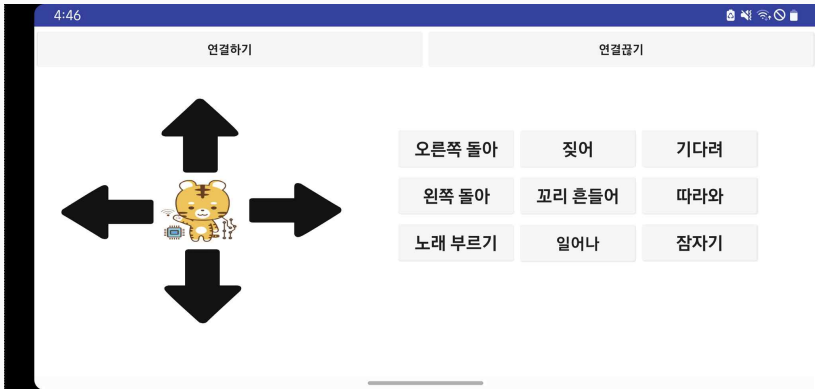 4:46
연결하기 연결끊기
오른쪽 돌아 짖어 기다려
왼쪽 돌아 꼬리 흔들어 따라와
노래 부르기 일어나 잠자기